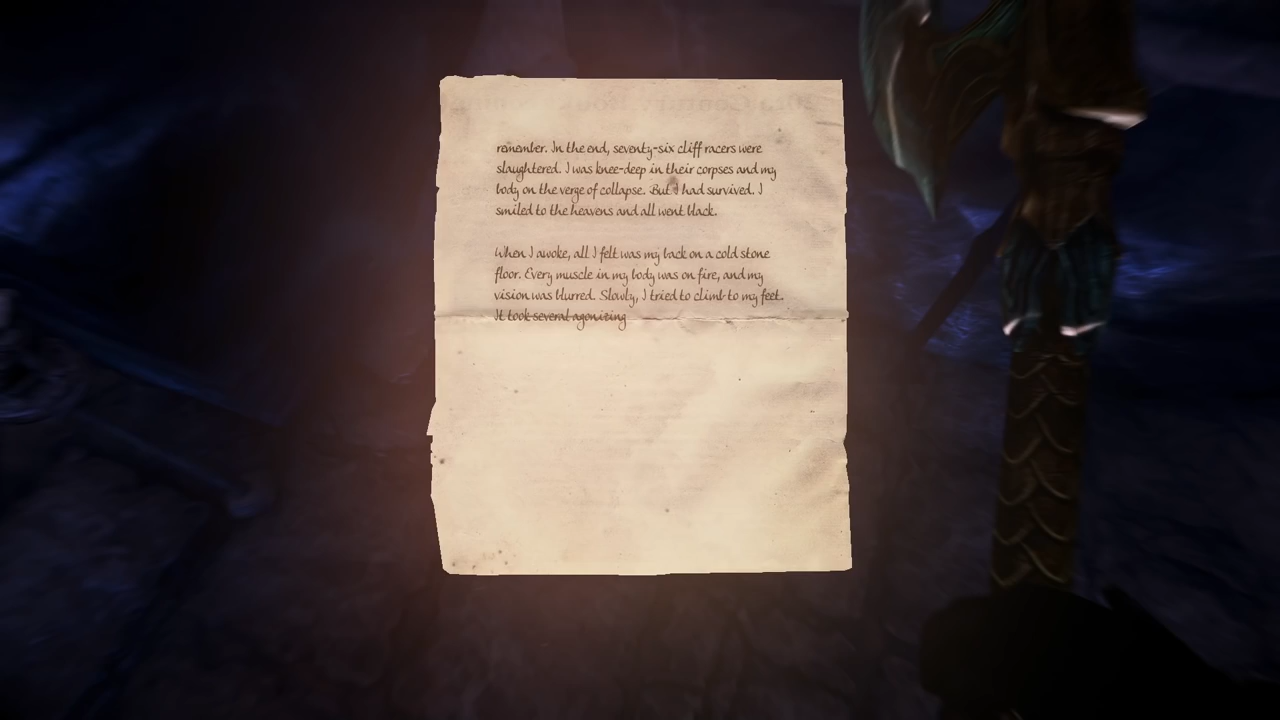 remember. In the end, seventy-six cliff racers were
slaughtered. I was knee-deep in their corpses and my
body on the verge of collapse. But I had survived. I
smiled to the heavens and all went black.
When I awoke, all I felt was my back on a cold stone
floor. Every muscle in my body was on fire, and my
vision was blurred. Slowly, I tried to climb to my feet.
It took several agonizing